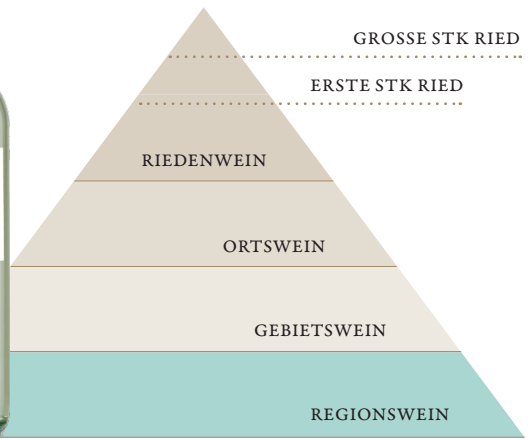 GROSSE STK RIED
ERSTE STK RIED
RIEDENWEIN
ORTSWEIN
GEBIETSWEIN
REGIONSWEIN